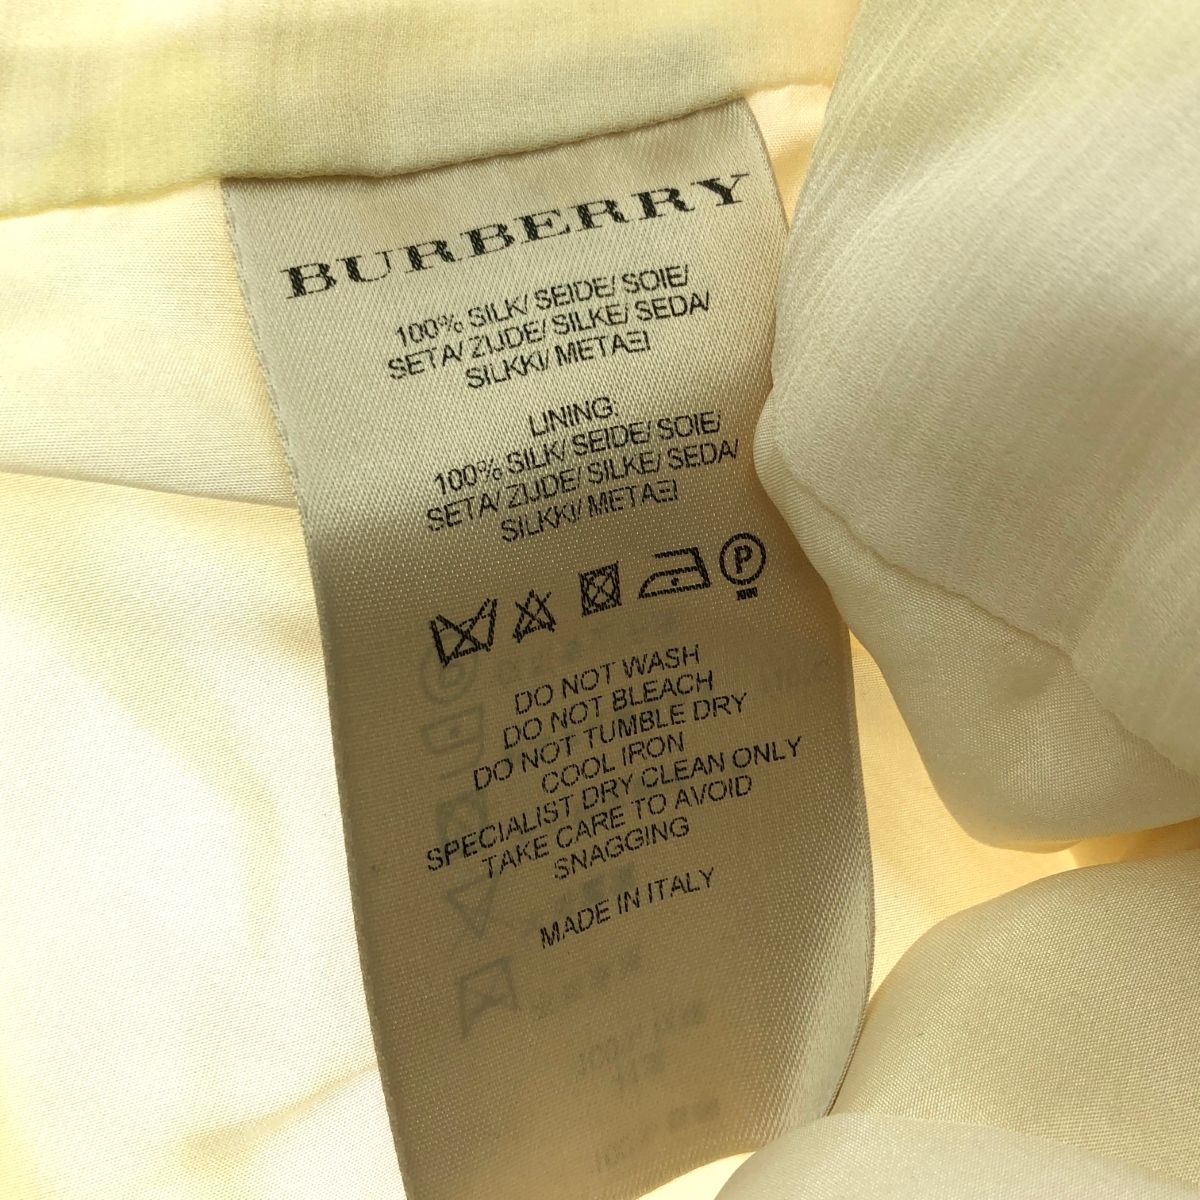 BURBERRY
100% SILK/ SEIDE/ SOIE/
SETA/ ZIJDE/ SILKE/ SEDA/
SILKKI/ ΜΕΤΑΞΙ
LINING:
100% SILK/ SEIDE/ SOIE/
SETA/ ZIJDE/ SILKE/ SEDA/
SILKKI/ ΜΕΤΑΞΙ
P
DO NOT WASH
DO NOT BLEACH
DO NOT TUMBLE DRY
COOL IRON
SPECIALIST DRY CLEAN ONLY
TAKE CARE TO AVOID
SNAGGING
MADE IN ITALY